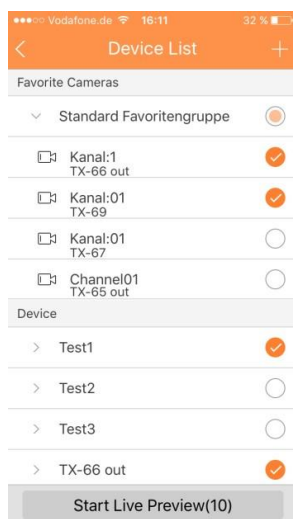 Vodafone.de 16:11 32 %
Device List
Favorite Cameras
Standard Favoritengruppe
Kanal:1
TX-66 out
Kanal:01
TX-69
Kanal:01
TX-67
Channel01
TX-65 out
Device
Test1
Test2
Test3
TX-66 out
Start Live Preview(10)